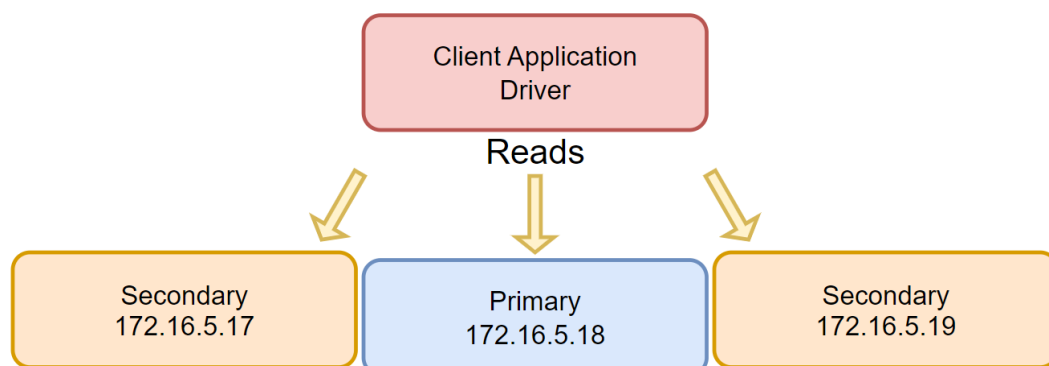 Client Application
Driver
Reads
Secondary
172.16.5.17
Primary
172.16.5.18
Secondary
172.16.5.19